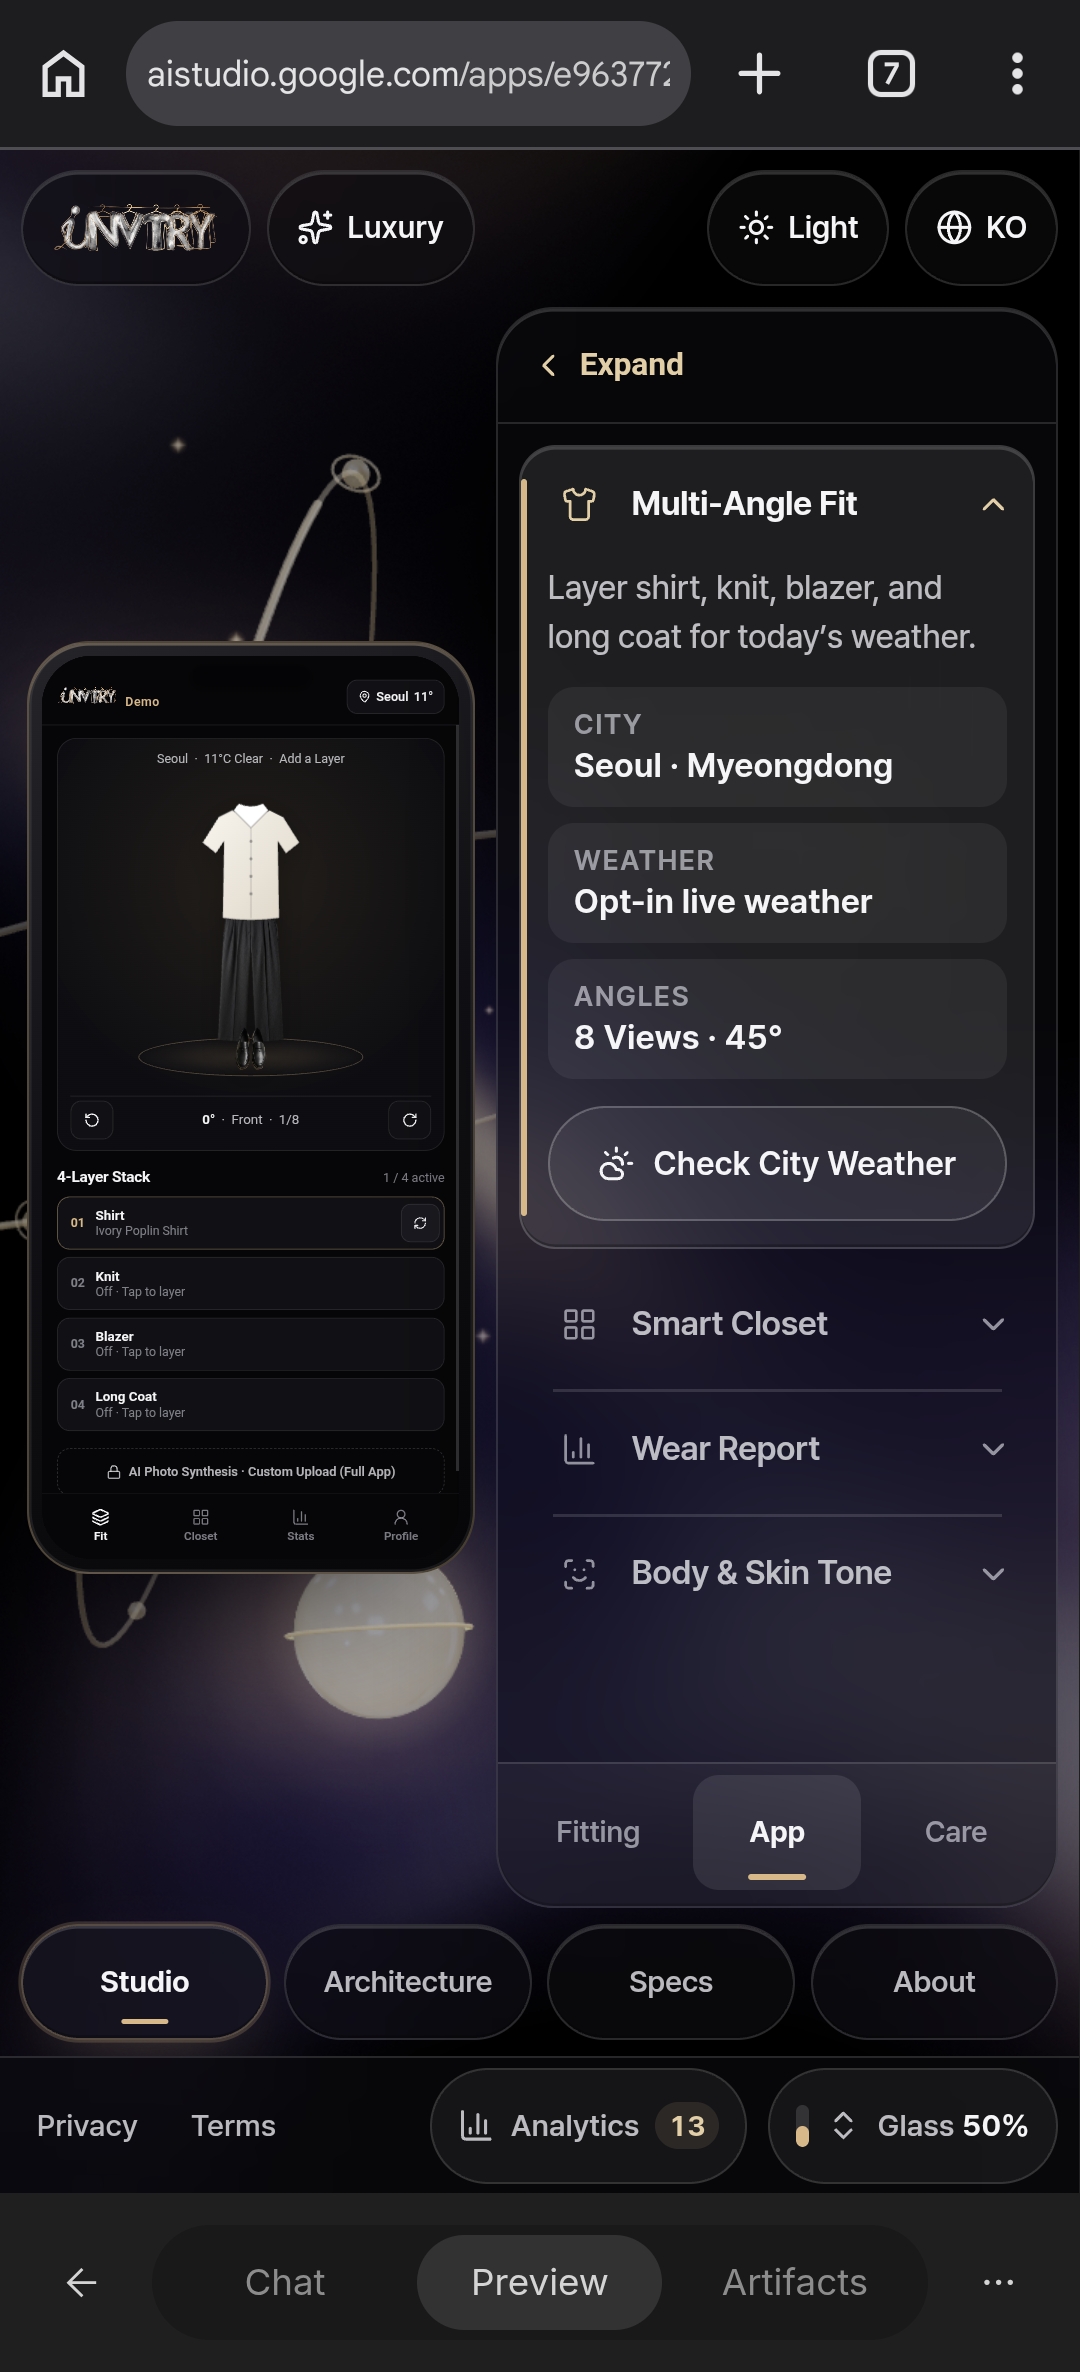 aistudio.google.com/apps/e963772
7
iNVTRY
Luxury
Light
KO
Expand
Multi-Angle Fit
Layer shirt, knit, blazer, and
long coat for today’s weather.
CITY
Seoul · Myeongdong
WEATHER
Opt-in live weather
ANGLES
8 Views · 45°
Check City Weather
Smart Closet
Wear Report
Body & Skin Tone
Fitting
App
Care
iNVTRY Demo
Seoul 11°
Seoul · 11°C Clear · Add a Layer
0° · Front · 1/8
4-Layer Stack
1 / 4 active
01
Shirt
Ivory Poplin Shirt
02
Knit
Off · Tap to layer
03
Blazer
Off · Tap to layer
04
Long Coat
Off · Tap to layer
AI Photo Synthesis · Custom Upload (Full App)
Fit
Closet
Stats
Profile
Studio
Architecture
Specs
About
Privacy
Terms
Analytics 13
Glass 50%
Chat
Preview
Artifacts